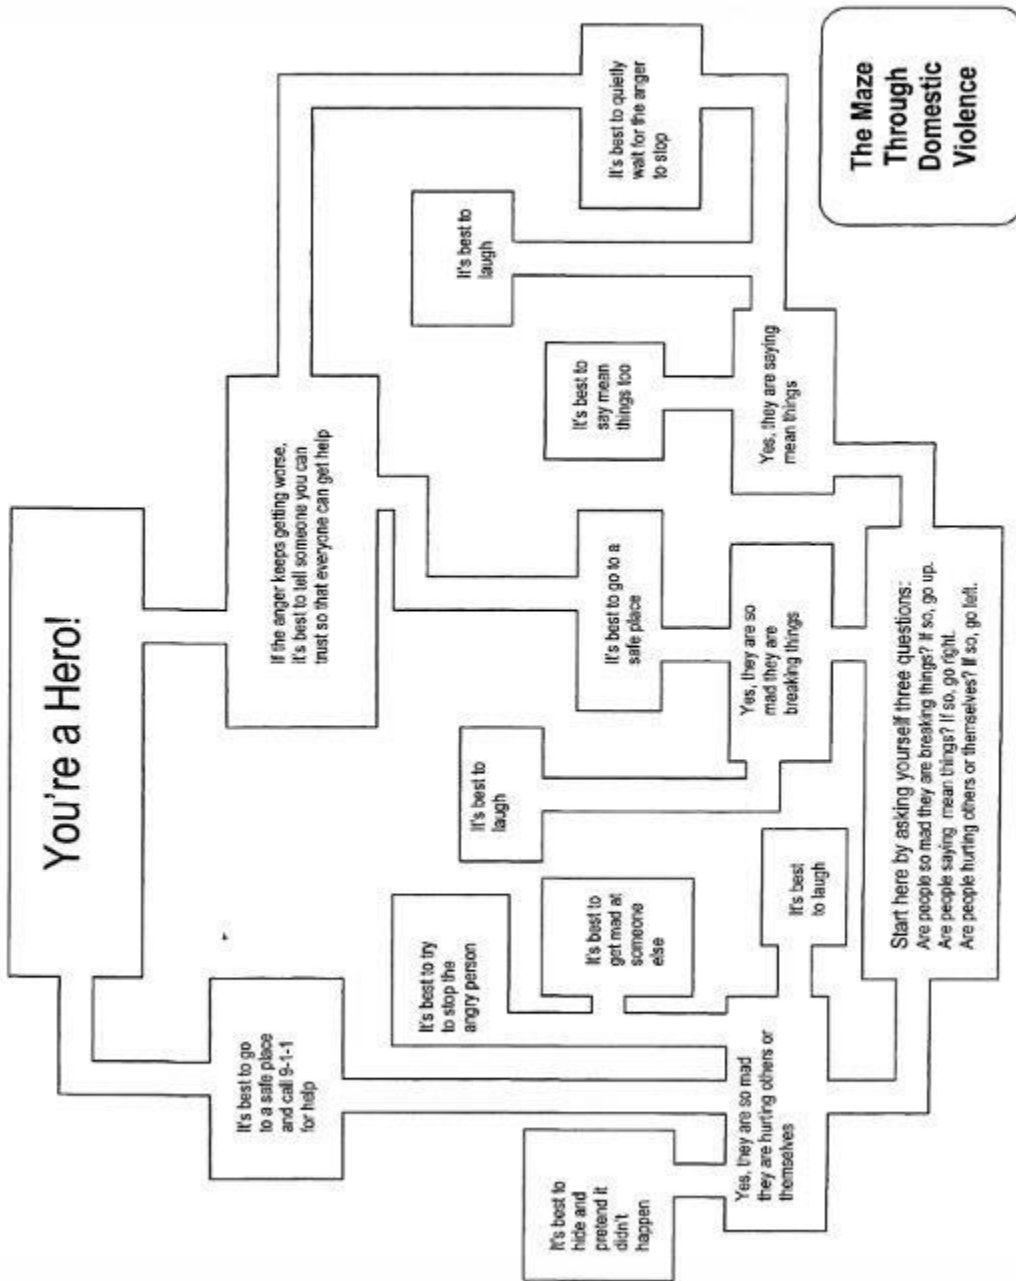 You're a Hero!
It's best to go
to a safe place
and call 9-1-1
for help
If the anger keeps getting worse,
it's best to tell someone you can
trust so that everyone can get help
It's best to try
to stop the
angry person
It's best to
laugh
It's best to
laugh
It's best to
hide and
pretend it
didn't
happen
It's best to
get mad at
someone
else
It's best to go to a
safe place
It's best to
say mean
things too
It's best to quietly
wait for the anger
to stop
Yes, they are so mad
they are hurting others or
themselves
It's best
to laugh
Yes, they are so
mad they are
breaking things
Yes, they are saying
mean things
Start here by asking yourself three questions:
Are people so mad they are breaking things? If so, go up.
Are people saying mean things? If so, go right.
Are people hurting others or themselves? If so, go left.
The Maze
Through
Domestic
Violence